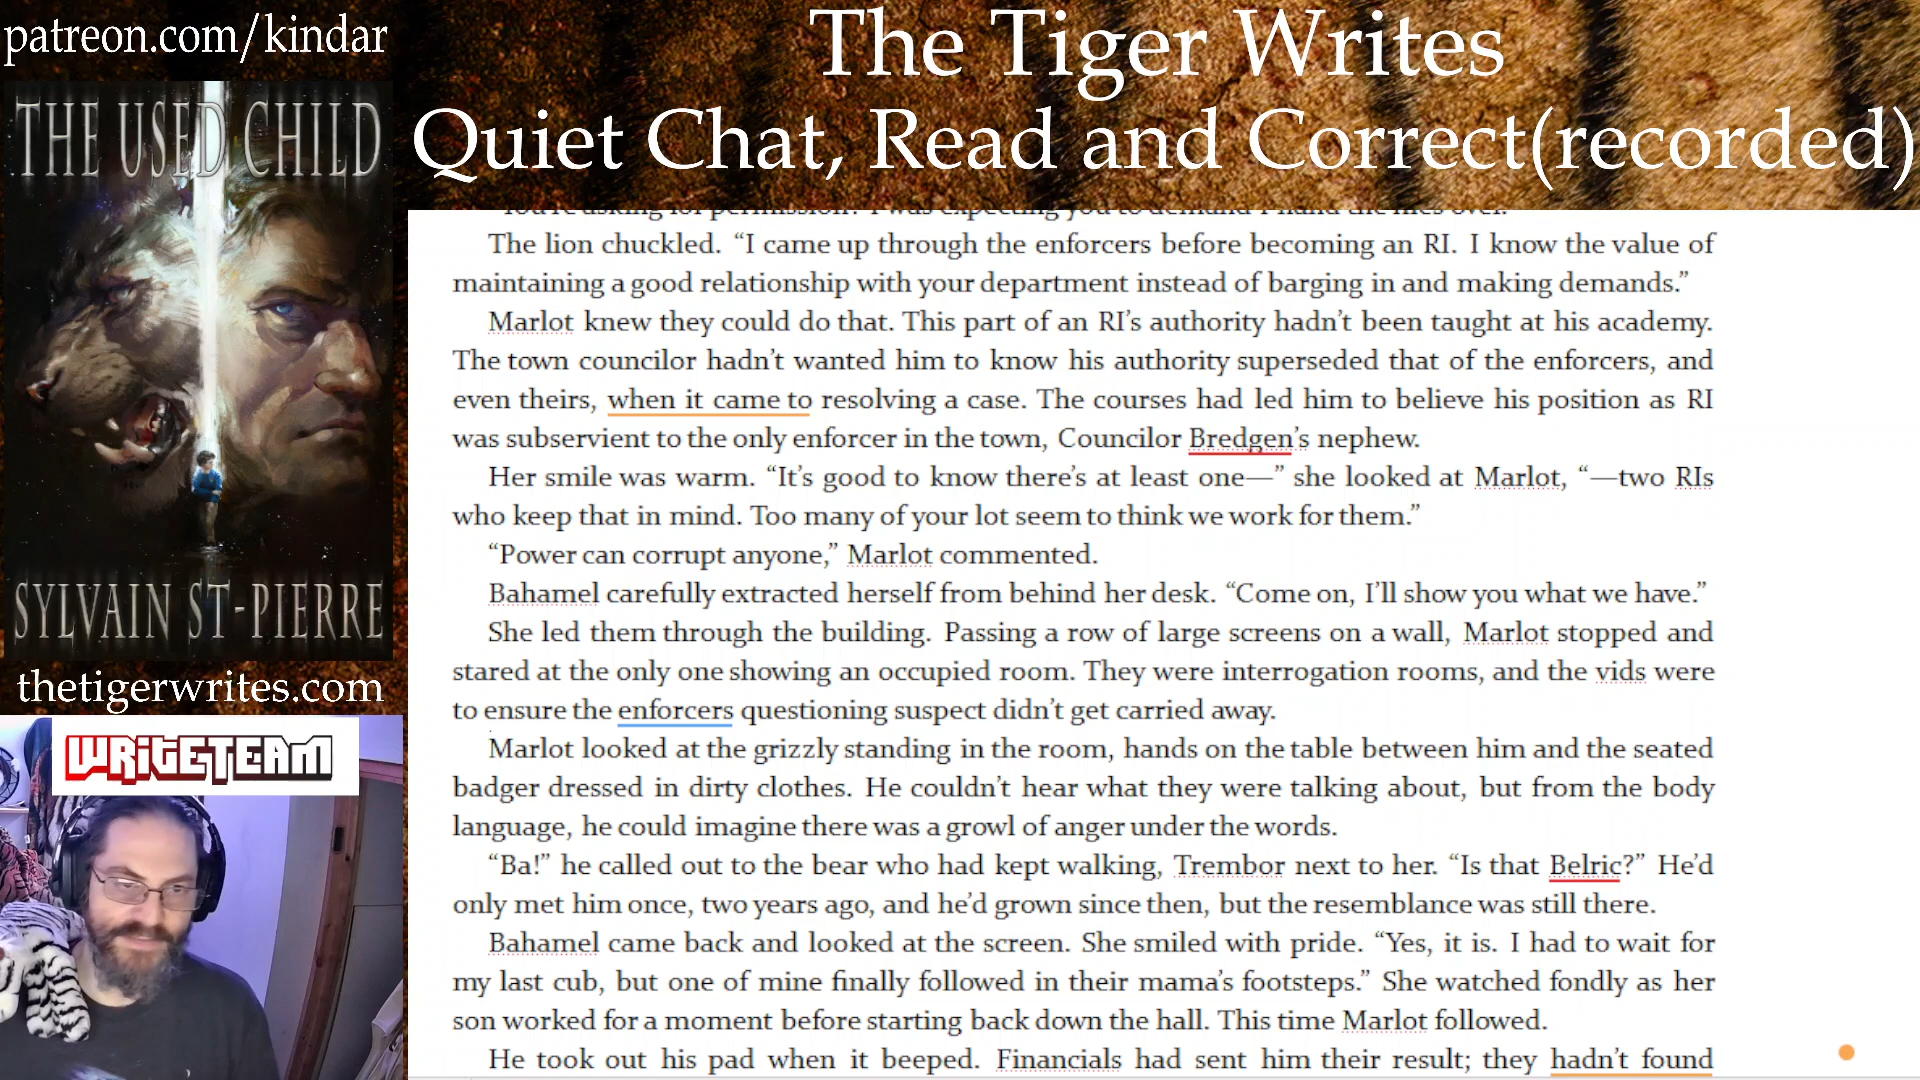 patreon.com/kindar
THE USED CHILD
SYLVAIN ST-PIERRE
thetigerwrites.com
WRITETEAM
The Tiger Writes
Quiet Chat, Read and Correct(recorded)
“You’re asking for permission? I was expecting you to demand I hand the files over.”
The lion chuckled. “I came up through the enforcers before becoming an RI. I know the value of
maintaining a good relationship with your department instead of barging in and making demands.”
Marlot knew they could do that. This part of an RI’s authority hadn’t been taught at his academy.
The town councilor hadn’t wanted him to know his authority superseded that of the enforcers, and
even theirs, when it came to resolving a case. The courses had led him to believe his position as RI
was subservient to the only enforcer in the town, Councilor Bredgen’s nephew.
Her smile was warm. “It’s good to know there’s at least one—” she looked at Marlot, “—two RIs
who keep that in mind. Too many of your lot seem to think we work for them.”
“Power can corrupt anyone,” Marlot commented.
Bahamel carefully extracted herself from behind her desk. “Come on, I’ll show you what we have.”
She led them through the building. Passing a row of large screens on a wall, Marlot stopped and
stared at the only one showing an occupied room. They were interrogation rooms, and the vids were
to ensure the enforcers questioning suspect didn’t get carried away.
Marlot looked at the grizzly standing in the room, hands on the table between him and the seated
badger dressed in dirty clothes. He couldn’t hear what they were talking about, but from the body
language, he could imagine there was a growl of anger under the words.
“Ba!” he called out to the bear who had kept walking, Trembor next to her. “Is that Belric?” He’d
only met him once, two years ago, and he’d grown since then, but the resemblance was still there.
Bahamel came back and looked at the screen. She smiled with pride. “Yes, it is. I had to wait for
my last cub, but one of mine finally followed in their mama’s footsteps.” She watched fondly as her
son worked for a moment before starting back down the hall. This time Marlot followed.
He took out his pad when it beeped. Financials had sent him their result; they hadn’t found